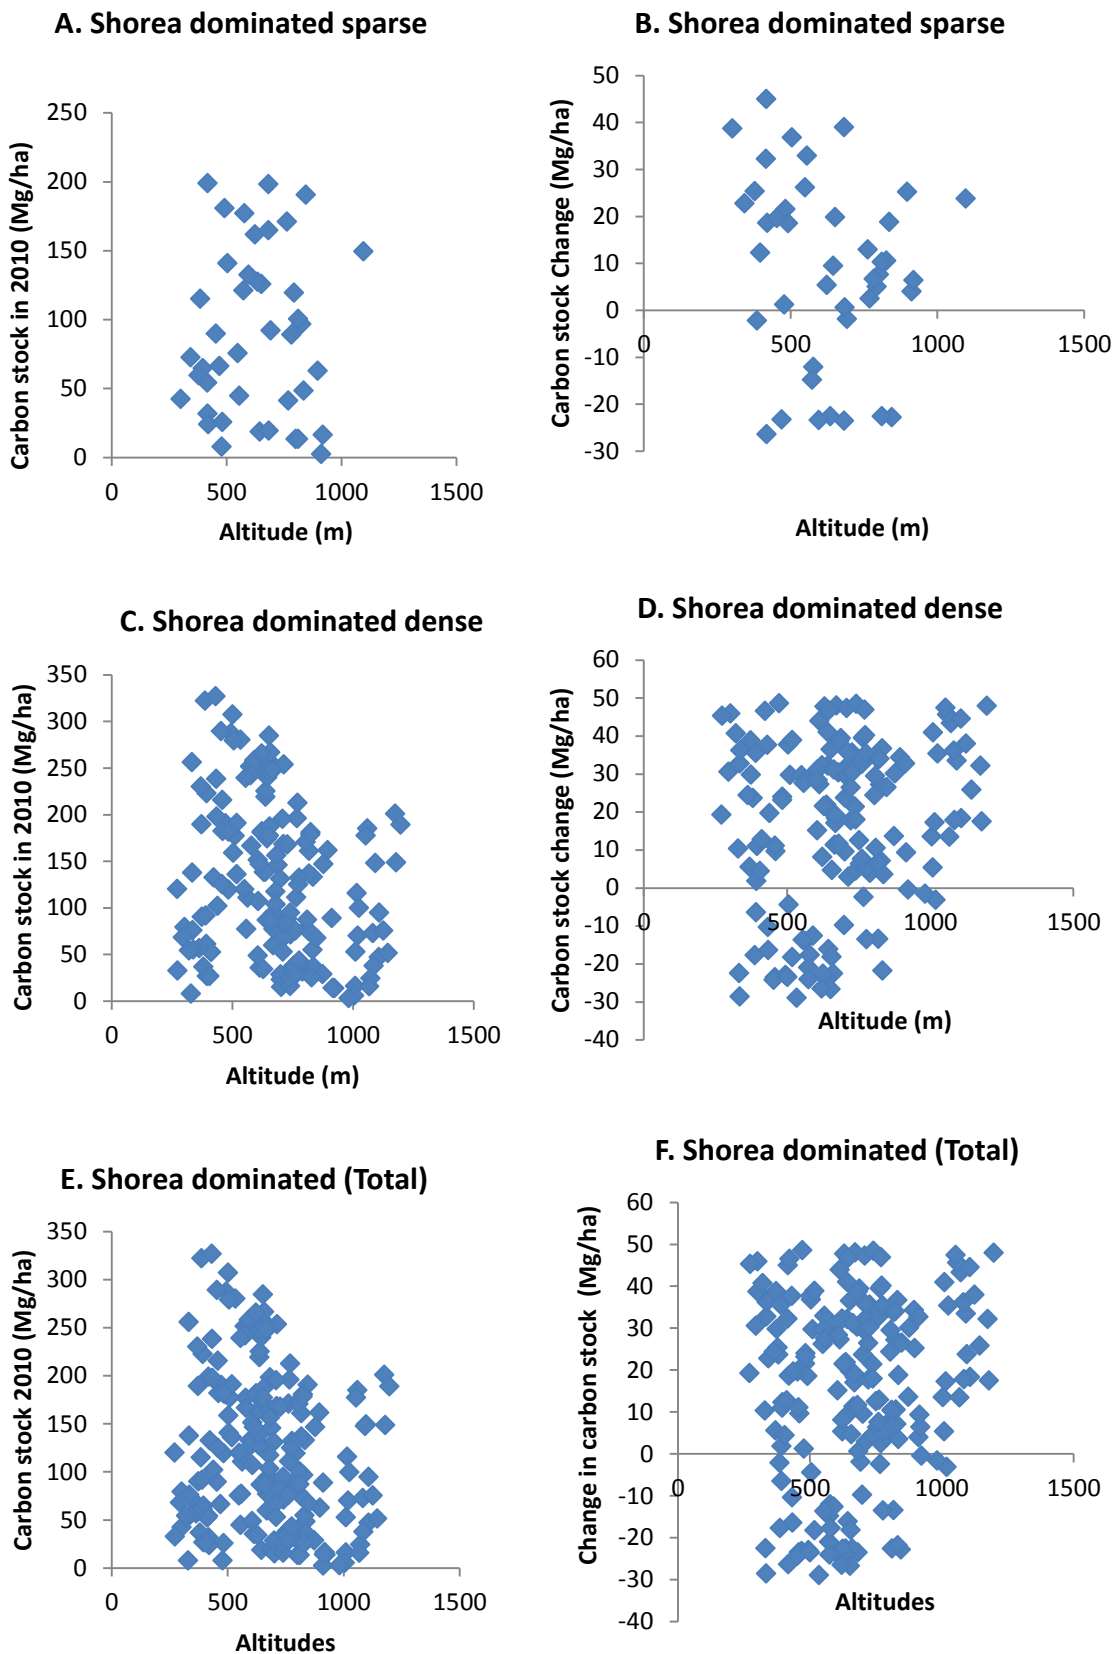 A. Shorea dominated sparse
Carbon stock in 2010 (Mg/ha)
250
200
150
100
50
0
0 500 1000 1500
Altitude (m)
B. Shorea dominated sparse
Carbon stock Change (Mg/ha)
50
40
30
20
10
0
-10
-20
-30
0 500 1000 1500
Altitude (m)
C. Shorea dominated dense
Carbon stock in 2010 (Mg/ha)
350
300
250
200
150
100
50
0
0 500 1000 1500
Altitude (m)
D. Shorea dominated dense
Carbon stock change (Mg/ha)
60
50
40
30
20
10
0
-10
-20
-30
-40
0 500 1000 1500
Altitude (m)
E. Shorea dominated (Total)
Carbon stock 2010 (Mg/ha)
350
300
250
200
150
100
50
0
0 500 1000 1500
Altitudes
F. Shorea dominated (Total)
Change in carbon stock (Mg/ha)
60
50
40
30
20
10
0
-10
-20
-30
-40
0 500 1000 1500
Altitudes